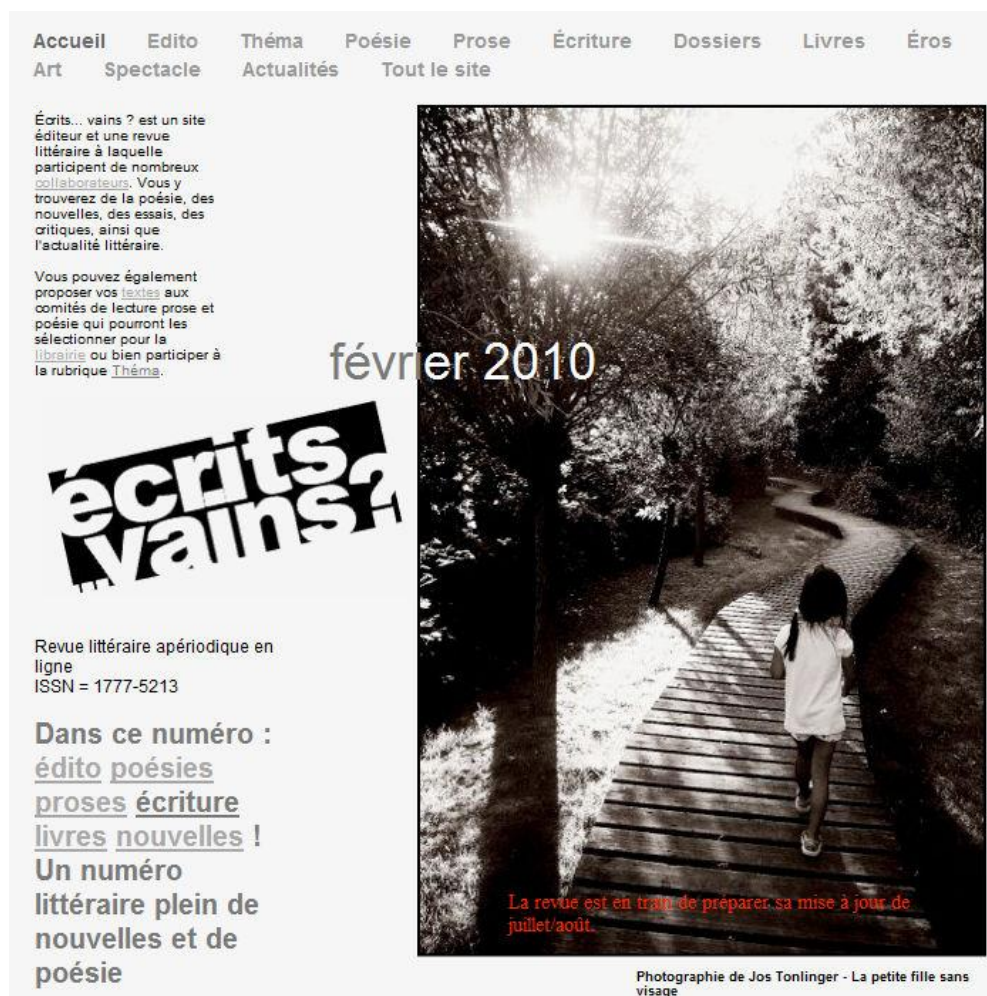 Accueil Edito Théma Poésie Prose Écriture Dossiers Livres Éros
Art Spectacle Actualités Tout le site
Écrits... vains ? est un site
éditeur et une revue
littéraire à laquelle
participent de nombreux
collaborateurs. Vous y
trouverez de la poésie, des
nouvelles, des essais, des
critiques, ainsi que
l'actualité littéraire.
Vous pouvez également
proposer vos textes aux
comités de lecture prose et
poésie qui pourront les
sélectionner pour la
librairie ou bien participer à
la rubrique Théma.
février 2010
écrits
vains?
Revue littéraire apériodique en
ligne
ISSN = 1777-5213
Dans ce numéro :
édito poésies
proses écriture
livres nouvelles !
Un numéro
littéraire plein de
nouvelles et de
poésie
La revue est en train de préparer sa mise à jour de
juillet/août.
Photographie de Jos Tonlinger - La petite fille sans
visage